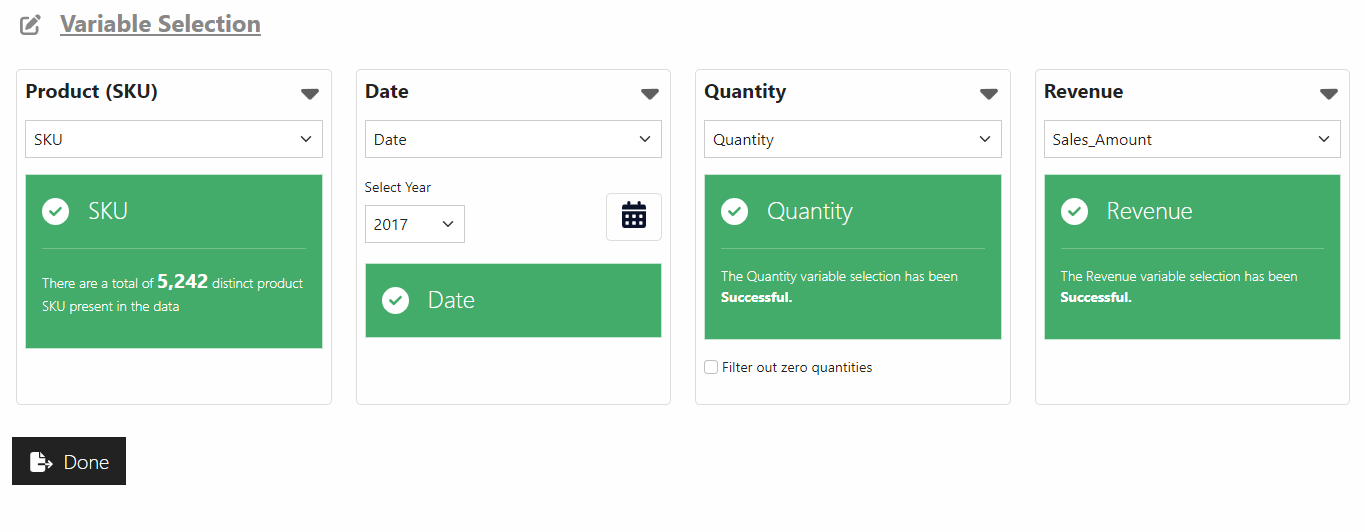 Variable Selection
Product (SKU)
SKU
SKU
There are a total of 5,242 distinct product
SKU present in the data
Date
Date
Select Year
2017
Date
Quantity
Quantity
Quantity
The Quantity variable selection has been
Successful.
Filter out zero quantities
Revenue
Sales_Amount
Revenue
The Revenue variable selection has been
Successful.
Done